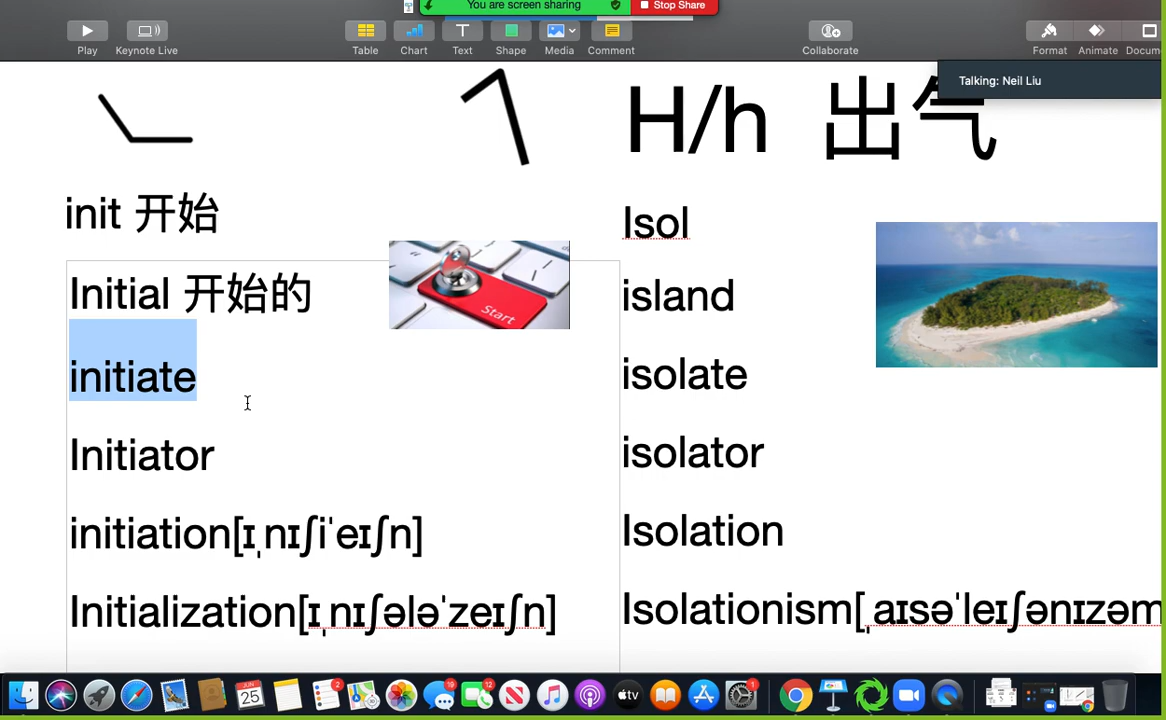 You are screen sharing
Stop Share
Play
Keynote Live
Table
Chart
Text
Shape
Media
Comment
Collaborate
Format
Animate
Docum
Talking: Neil Liu
H/h 出气
init 开始
Isol
Initial 开始的
Start
island
initiate
isolate
Initiator
isolator
initiation[ɪˌnɪʃiˈeɪʃn]
Isolation
Initialization[ɪˌnɪʃələˈzeɪʃn]
Isolationism[ˌaɪsəˈleɪʃənɪzəm